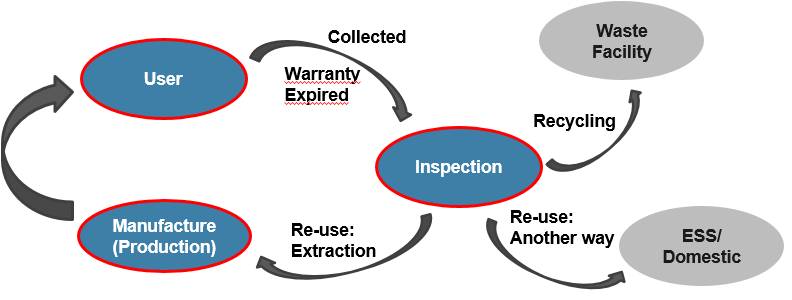 Collected
Waste
Facility
User
Warranty
Expired
Recycling
Inspection
Manufacture
(Production)
Re-use:
Extraction
Re-use:
Another way
ESS/
Domestic